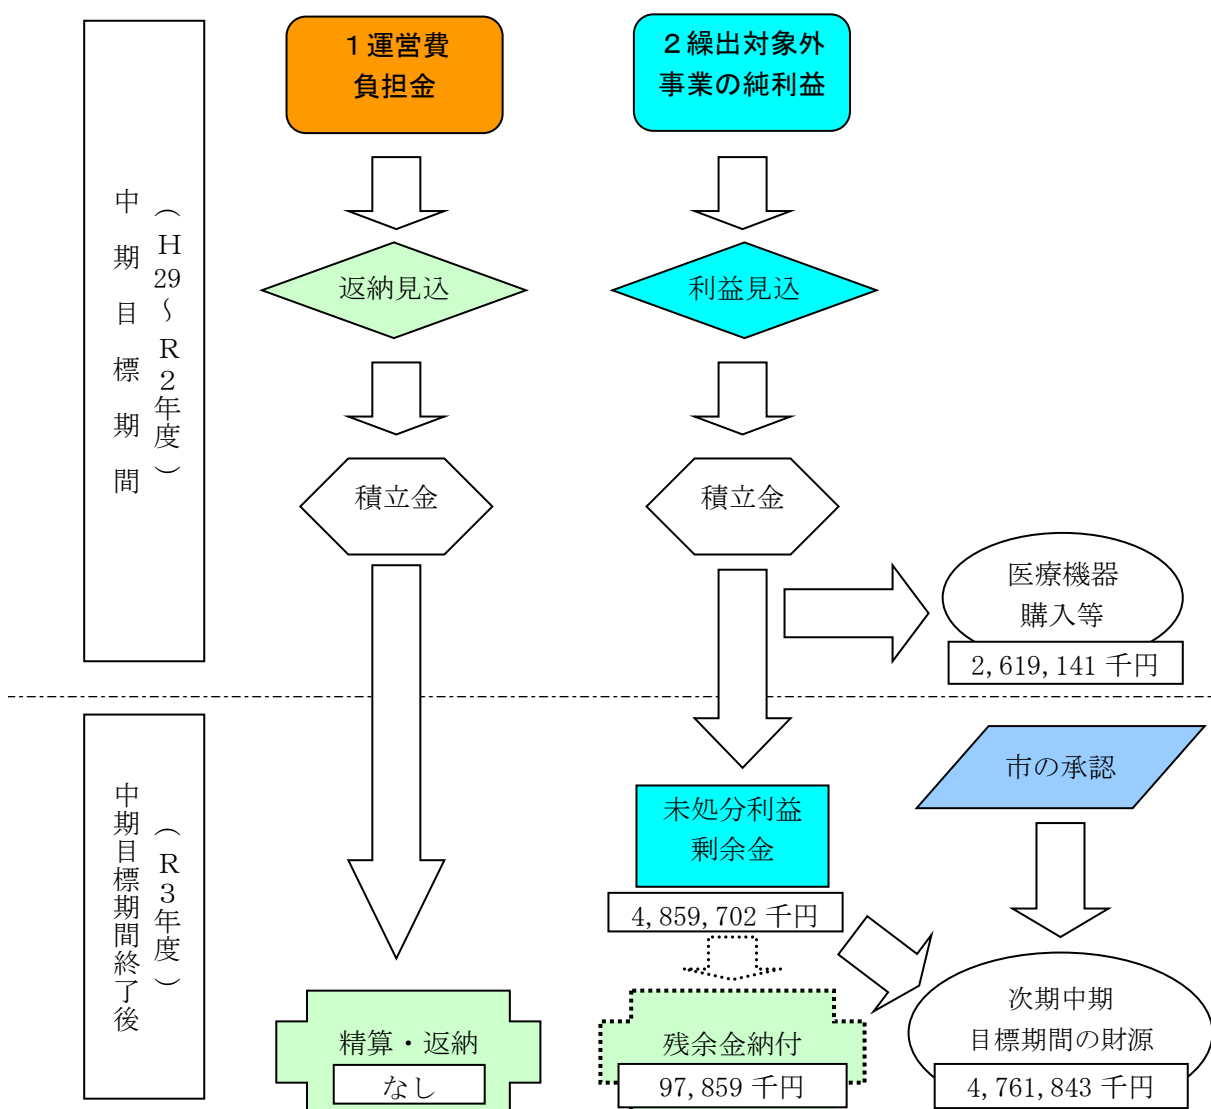 １運営費
負担金
２繰出対象外
事業の純利益
中期目標期間
（Ｈ29～Ｒ２年度）
返納見込
利益見込
積立金
積立金
医療機器
購入等
2,619,141 千円
中期目標期間終了後
（Ｒ３年度）
市の承認
未処分利益
剰余金
4,859,702 千円
精算・返納
なし
残余金納付
97,859 千円
次期中期
目標期間の財源
4,761,843 千円